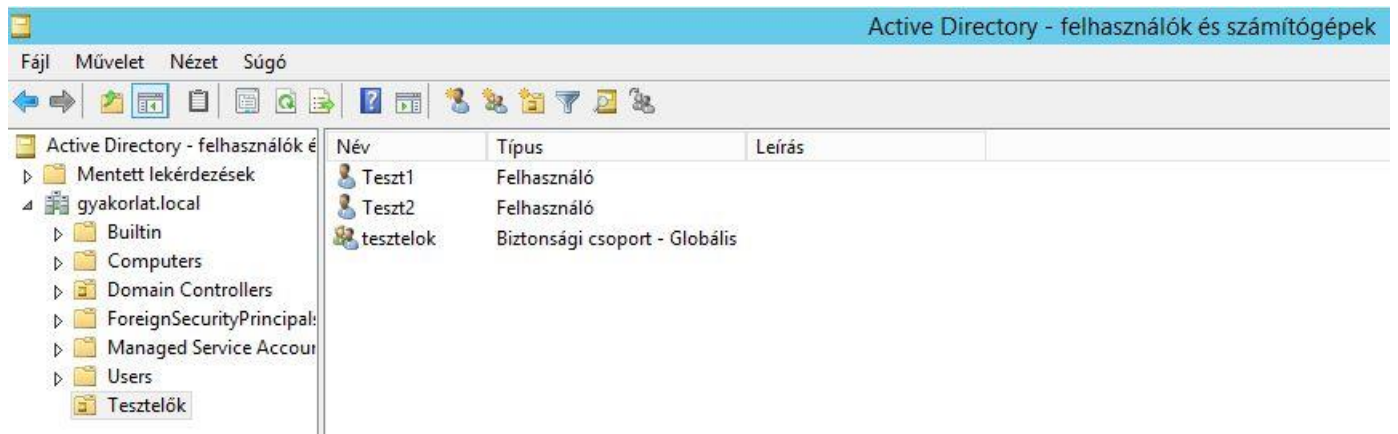 Active Directory - felhasználók és számítógépek
Fájl Művelet Nézet Súgó
Active Directory - felhasználók é
Mentett lekérdezések
gyakorlat.local
Builtin
Computers
Domain Controllers
ForeignSecurityPrincipals
Managed Service Accour
Users
Tesztelők
Név Típus Leírás
Teszt1 Felhasználó
Teszt2 Felhasználó
tesztelok Biztonsági csoport - Globális